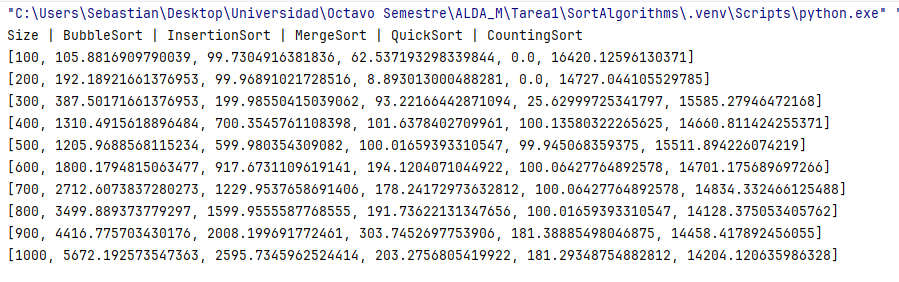 "C:\Users\Sebastian\Desktop\Universidad\Octavo Semestre\ALDA_M\Tarea1\SortAlgorithms\.venv\Scripts\python.exe" "
Size | BubbleSort | InsertionSort | MergeSort | QuickSort | CountingSort
[100, 105.8816909790039, 99.7304916381836, 62.537193298339844, 0.0, 16420.12596130371]
[200, 192.18921661376953, 99.96891021728516, 8.893013000488281, 0.0, 14727.044105529785]
[300, 387.50171661376953, 199.98550415039062, 93.22166442871094, 25.62999725341797, 15585.27946472168]
[400, 1310.4915618896484, 700.3545761108398, 101.6378402709961, 100.13580322265625, 14660.811424255371]
[500, 1205.9688568115234, 599.980354309082, 100.01659393310547, 99.945068359375, 15511.894226074219]
[600, 1800.1794815063477, 917.6731109619141, 194.1204071044922, 100.06427764892578, 14701.175689697266]
[700, 2712.6073837280273, 1229.9537658691406, 178.24172973632812, 100.06427764892578, 14834.332466125488]
[800, 3499.889373779297, 1599.9555587768555, 191.73622131347656, 100.01659393310547, 14128.375053405762]
[900, 4416.775703430176, 2008.199691772461, 303.7452697753906, 181.38885498046875, 14458.417892456055]
[1000, 5672.192573547363, 2595.7345962524414, 203.2756805419922, 181.29348754882812, 14204.120635986328]